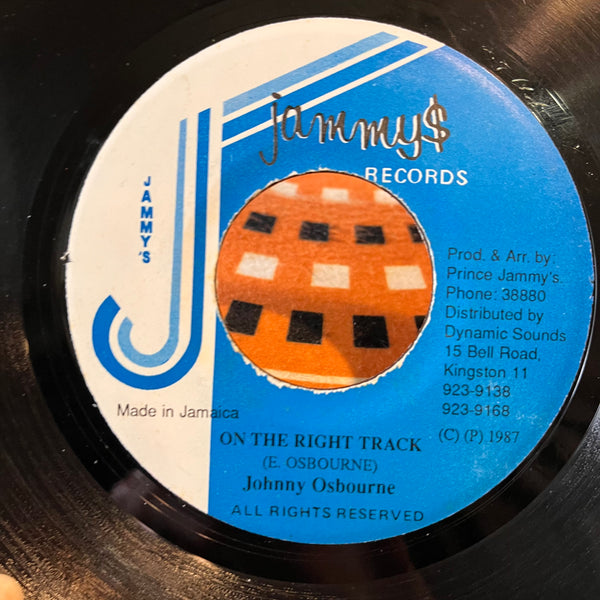 jammy$
RECORDS
JAMMY'S
Prod. & Arr. by:
Prince Jammy's
Phone: 38880
Distributed by
Dynamic Sounds
15 Bell Road,
Kingston 11
923-9138
923-9168
(C) (P) 1987
Made in Jamaica
ON THE RIGHT TRACK
(E. OSBOURNE)
Johnny Osbourne
ALL RIGHTS RESERVED